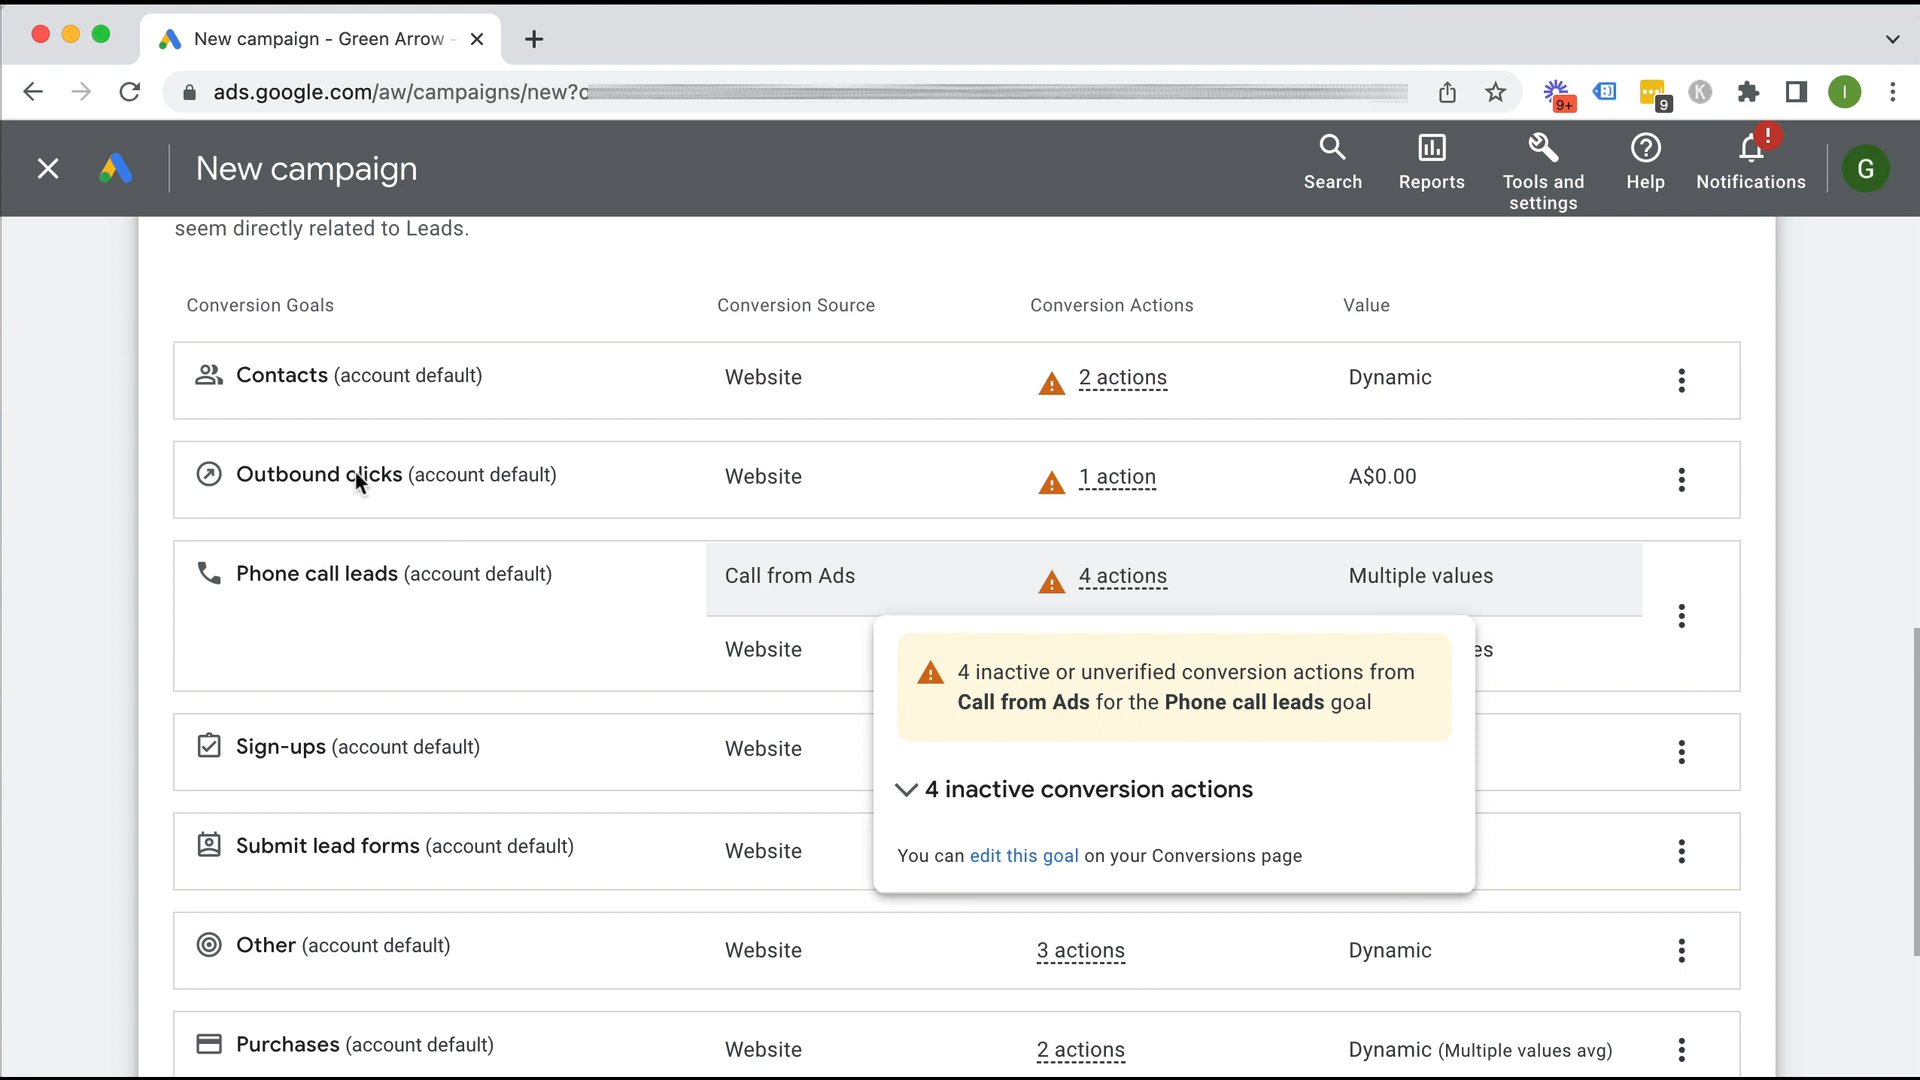 New campaign - Green Arrow -
ads.google.com/aw/campaigns/new?
9+
9
K
I
New campaign
Search
Reports
Tools and
settings
Help
Notifications
G
seem directly related to Leads.
Conversion Goals
Conversion Source
Conversion Actions
Value
Contacts (account default)
Website
2 actions
Dynamic
Outbound clicks (account default)
Website
1 action
A$0.00
Phone call leads (account default)
Call from Ads
4 actions
Multiple values
Website
es
4 inactive or unverified conversion actions from
Call from Ads for the Phone call leads goal
4 inactive conversion actions
You can edit this goal on your Conversions page
Sign-ups (account default)
Website
Submit lead forms (account default)
Website
Other (account default)
Website
3 actions
Dynamic
Purchases (account default)
Website
2 actions
Dynamic (Multiple values avg)